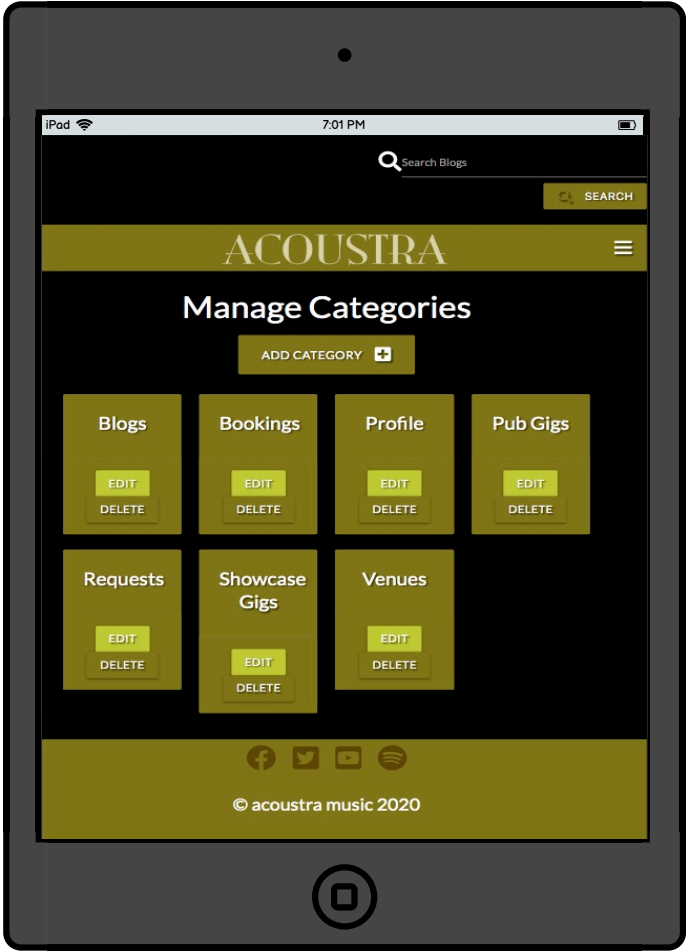 iPad 7:01 PM
Search Blogs
SEARCH
ACOUSTRA
Manage Categories
ADD CATEGORY
Blogs Bookings Profile Pub Gigs
EDIT EDIT EDIT EDIT
DELETE DELETE DELETE DELETE
Requests Showcase Venues
Gigs
EDIT EDIT
EDIT
DELETE DELETE
DELETE
© acoustra music 2020